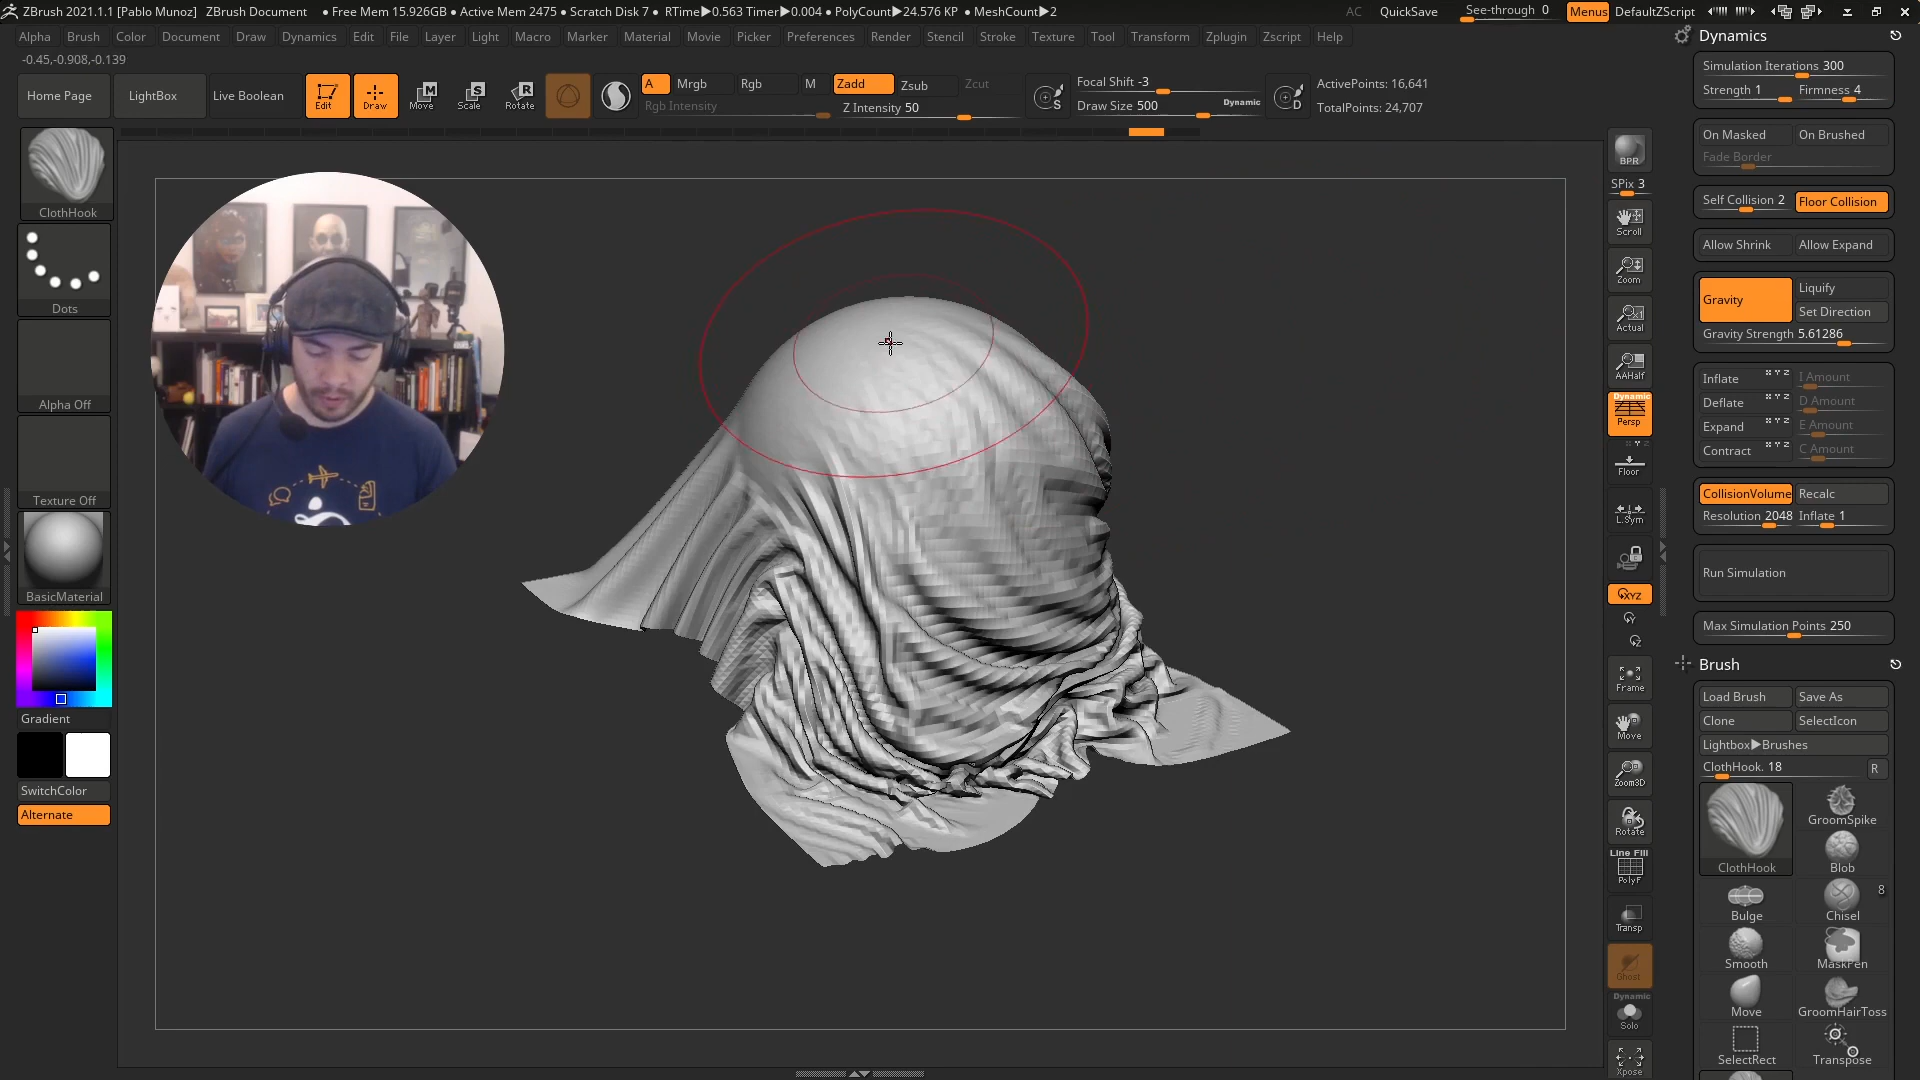 ZBrush 2021.1.1 [Pablo Munoz] ZBrush Document • Free Mem 15.926GB • Active Mem 2475 • Scratch Disk 7 • RTime▶0.563 Timer▶0.004 • PolyCount▶24.576 KP • MeshCount▶2 AC QuickSave See-through 0 Menus DefaultZScript
Alpha Brush Color Document Draw Dynamics Edit File Layer Light Macro Marker Material Movie Picker Preferences Render Stencil Stroke Texture Tool Transform Zplugin Zscript Help
-0.45,-0.908,-0.139
Home Page LightBox Live Boolean Edit Draw Move Scale Rotate
M S R
A Mrgb Rgb M Zadd Zsub Zcut
Rgb Intensity Z Intensity 50
S Focal Shift -3
Draw Size 500 Dynamic
D ActivePoints: 16,641
TotalPoints: 24,707
ClothHook
Dots
Alpha Off
Texture Off
BasicMaterial
Gradient
SwitchColor
Alternate
BPR
SPix 3
Scroll
Zoom
Actual
AAHalf
Dynamic
Persp
Floor
L.Sym
XYZ
Frame
Move
Zoom3D
Rotate
Line Fill
PolyF
Transp
Ghost
Dynamic
Solo
Xpose
Dynamics
Simulation Iterations 300
Strength 1 Firmness 4
On Masked On Brushed
Fade Border
Self Collision 2 Floor Collision
Allow Shrink Allow Expand
Gravity Liquify
Set Direction
Gravity Strength 5.61286
Inflate X Y Z I Amount
Deflate X Y Z D Amount
Expand X Y Z E Amount
Contract X Y Z C Amount
CollisionVolume Recalc
Resolution 2048 Inflate 1
Run Simulation
Max Simulation Points 250
Brush
Load Brush Save As
Clone SelectIcon
Lightbox▶Brushes
ClothHook. 18 R
ClothHook GroomSpike
Blob
8
Bulge Chisel
Smooth MaskPen
Move GroomHairToss
SelectRect Transpose